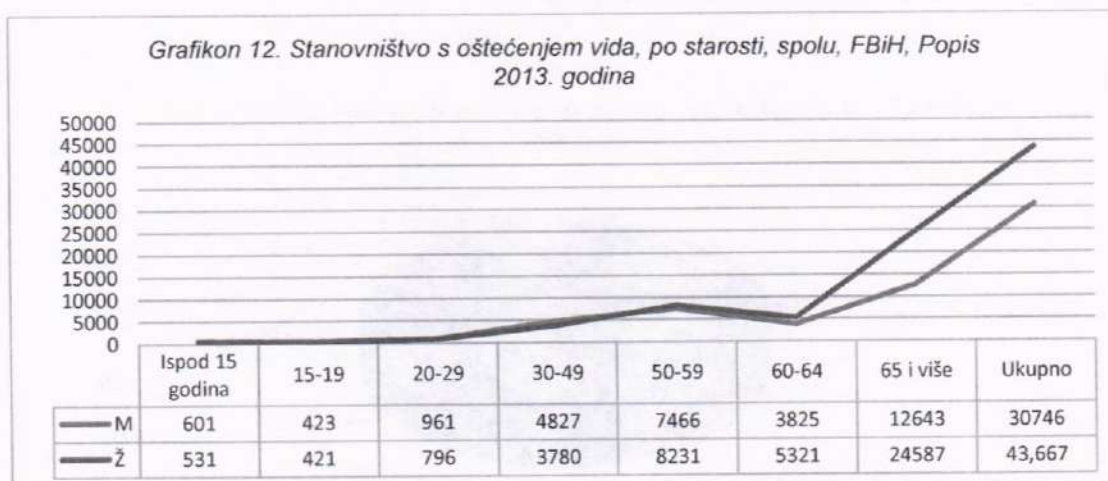 Grafikon 12. Stanovništvo s oštećenjem vida, po starosti, spolu, FBiH, Popis
2013. godina
50000
45000
40000
35000
30000
25000
20000
15000
10000
5000
0
Ispod 15 godina 15-19 20-29 30-49 50-59 60-64 65 i više Ukupno
M 601 423 961 4827 7466 3825 12643 30746
Ž 531 421 796 3780 8231 5321 24587 43,667